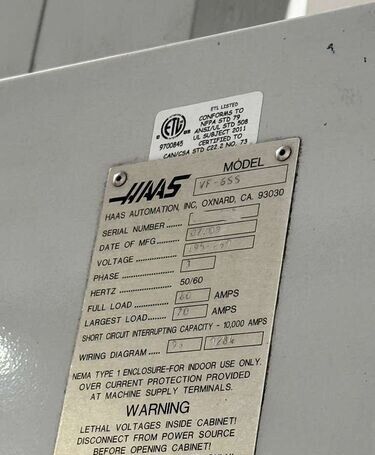 ETL LISTED
CONFORMS TO
NFPA STD 79
ANSI/UL STD 508
UL SUBJECT 2011
CERTIFIED TO
CAN/CSA STD C22.2 NO. 73
ETL
9700845
HAAS
MODEL
VF-6SS
HAAS AUTOMATION, INC, OXNARD, CA. 93030
SERIAL NUMBER
DATE OF MFG
VOLTAGE
PHASE
HERTZ 50/60
FULL LOAD 60 AMPS
LARGEST LOAD 70 AMPS
SHORT CIRCUIT INTERRUPTING CAPACITY - 10,000 AMPS
WIRING DIAGRAM
NEMA TYPE 1 ENCLOSURE-FOR INDOOR USE ONLY.
OVER CURRENT PROTECTION PROVIDED
AT MACHINE SUPPLY TERMINALS.
WARNING
LETHAL VOLTAGES INSIDE CABINET!
DISCONNECT FROM POWER SOURCE
BEFORE OPENING CABINET!